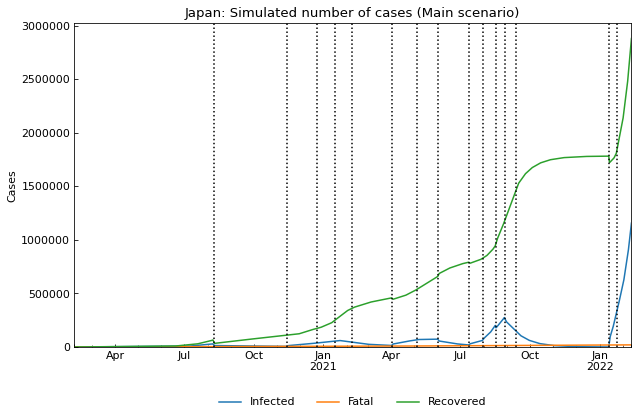 Japan: Simulated number of cases (Main scenario)
3000000
2500000
2000000
1500000
1000000
500000
0
Cases
Apr Jul Oct Jan Apr Jul Oct Jan
2021 2022
Infected Fatal Recovered